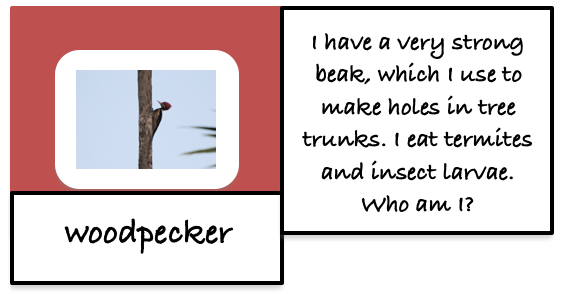 I have a very strong
beak, which I use to
make holes in tree
trunks. I eat termites
and insect larvae.
Who am I?
woodpecker